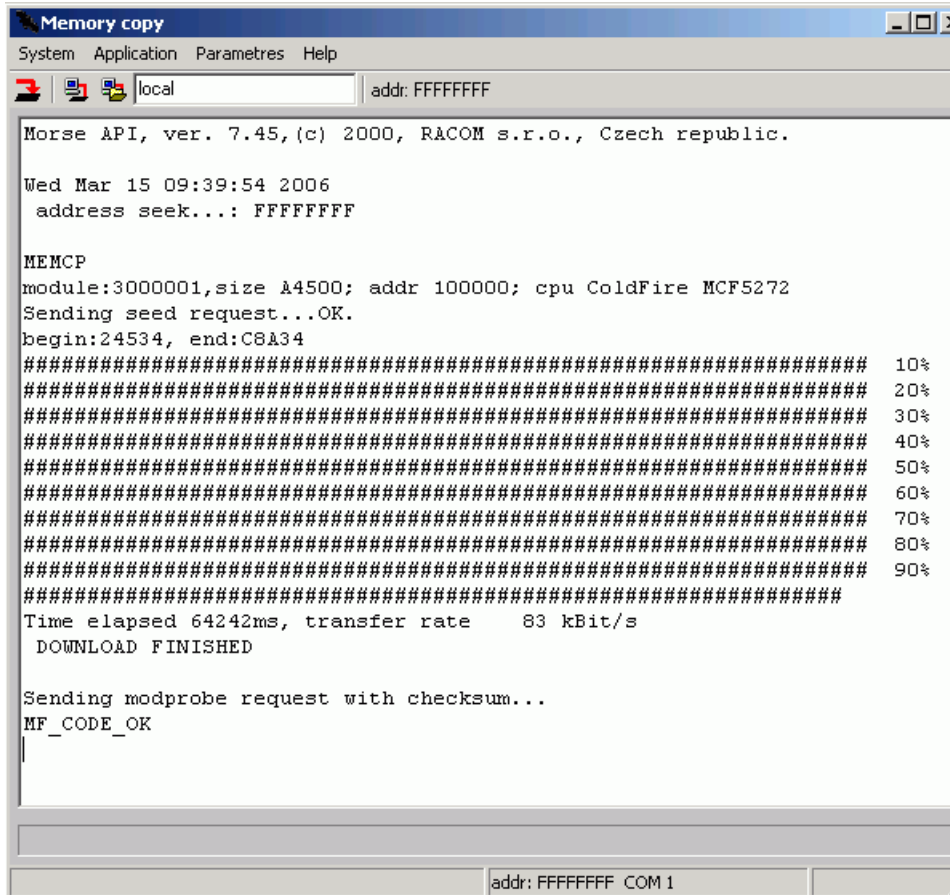 Memory copy
System Application Parametres Help
local addr: FFFFFFFF
Morse API, ver. 7.45,(c) 2000, RACOM s.r.o., Czech republic.
Wed Mar 15 09:39:54 2006
address seek...: FFFFFFFF
MEMCP
module:3000001,size A4500; addr 100000; cpu ColdFire MCF5272
Sending seed request...OK.
begin:24534, end:C8A34
################################################################## 10%
################################################################## 20%
################################################################## 30%
################################################################## 40%
################################################################## 50%
################################################################## 60%
################################################################## 70%
################################################################## 80%
################################################################## 90%
################################################################
Time elapsed 64242ms, transfer rate 83 kBit/s
DOWNLOAD FINISHED
Sending modprobe request with checksum...
MF_CODE_OK
addr: FFFFFFFF COM 1